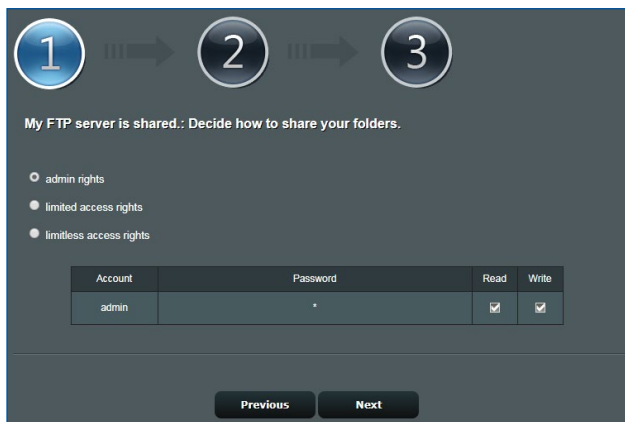 1 2 3
My FTP server is shared.: Decide how to share your folders.
admin rights
limited access rights
limitless access rights
Account Password Read Write
admin *
Previous Next